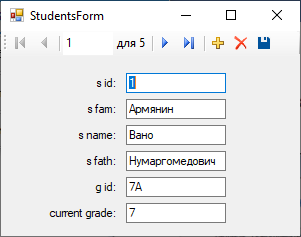 StudentsForm
1 для 5
s id: 1
s fam: Армянин
s name: Вано
s fath: Нумаргомедович
g id: 7А
current grade: 7